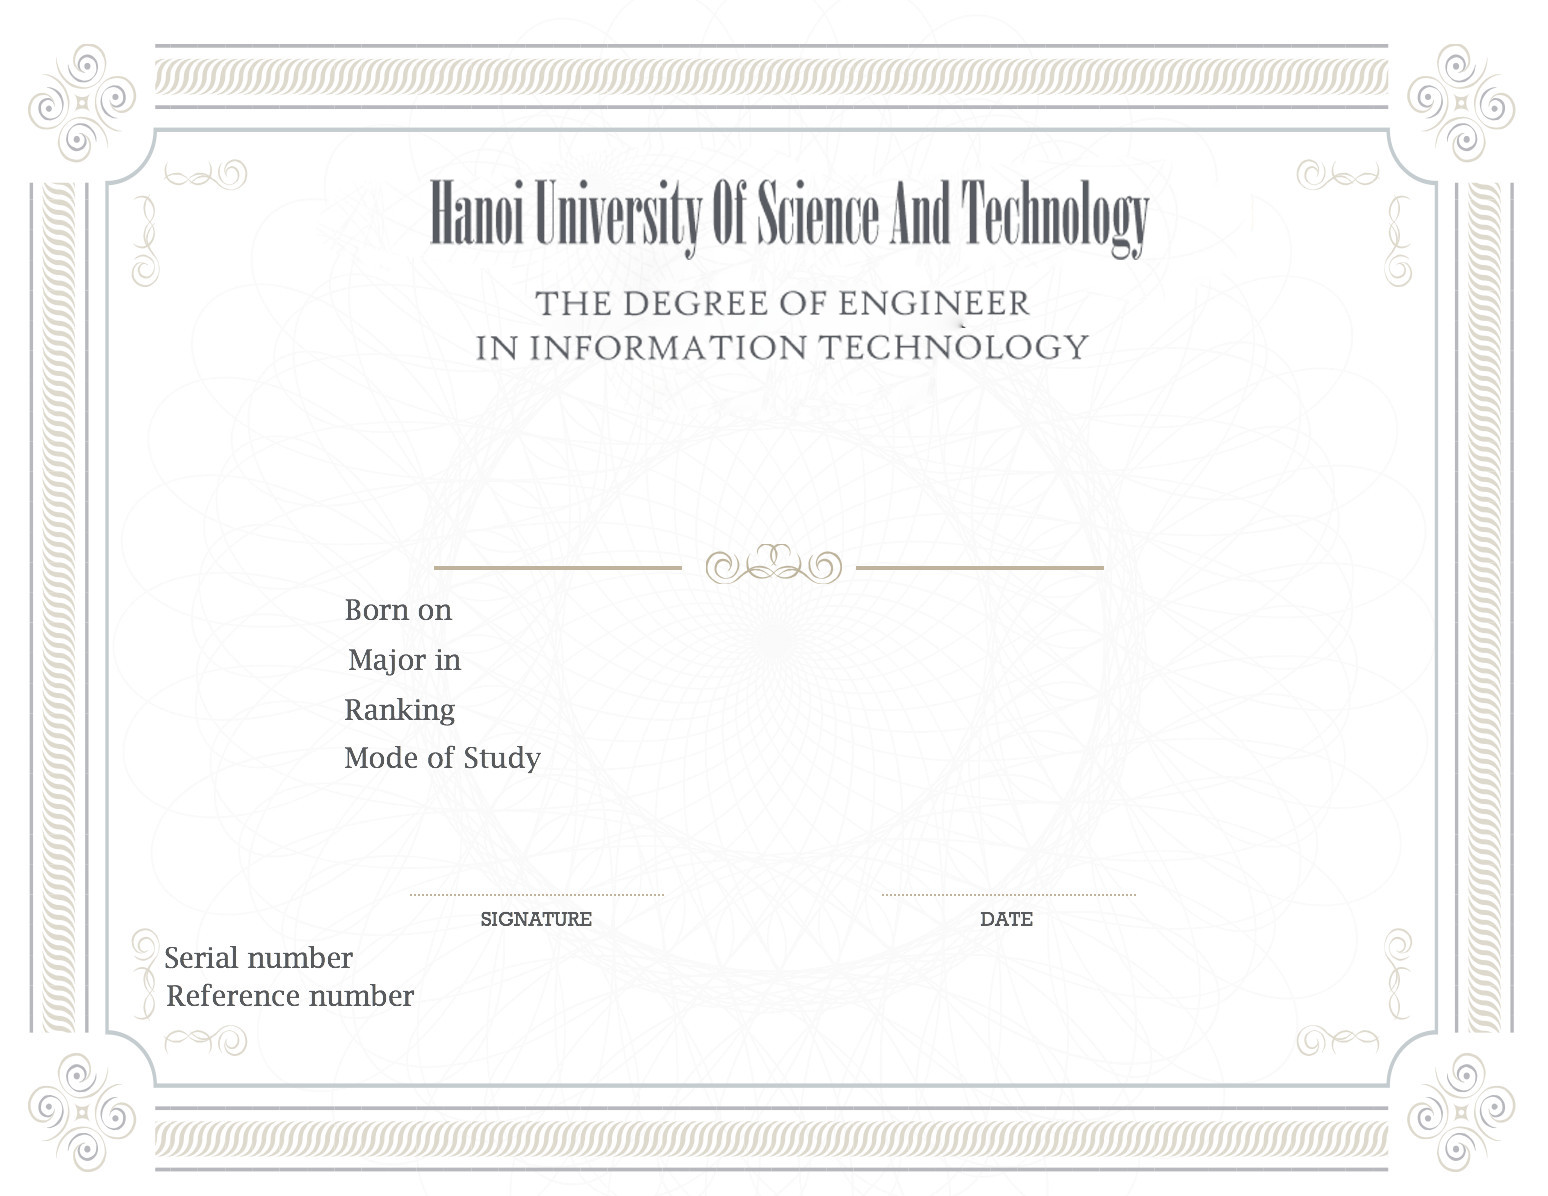 Hanoi University Of Science And Technology
THE DEGREE OF ENGINEER
IN INFORMATION TECHNOLOGY
Born on
Major in
Ranking
Mode of Study
SIGNATURE
DATE
Serial number
Reference number